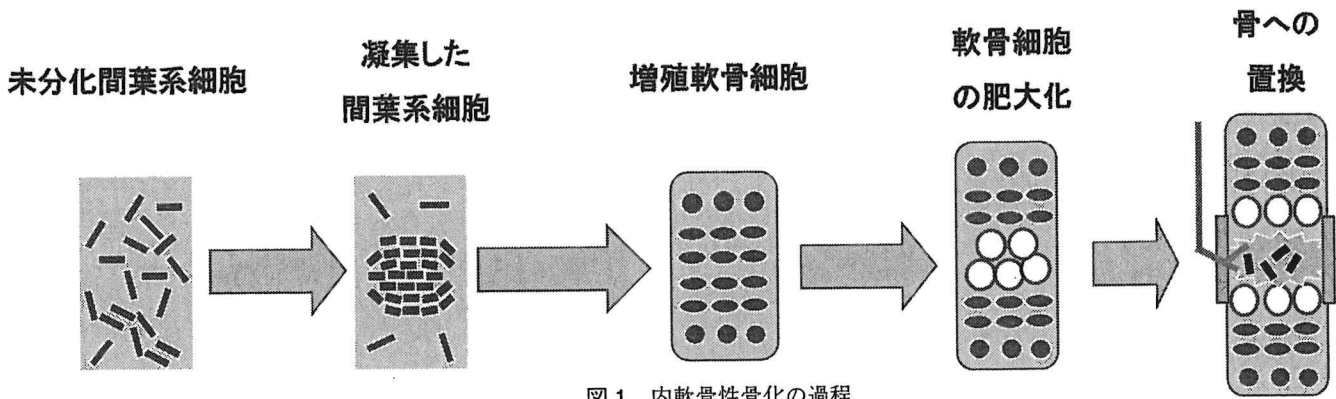 未分化間葉系細胞
凝集した
間葉系細胞
増殖軟骨細胞
軟骨細胞
の肥大化
骨への
置換
図1 内軟骨性骨化の過程